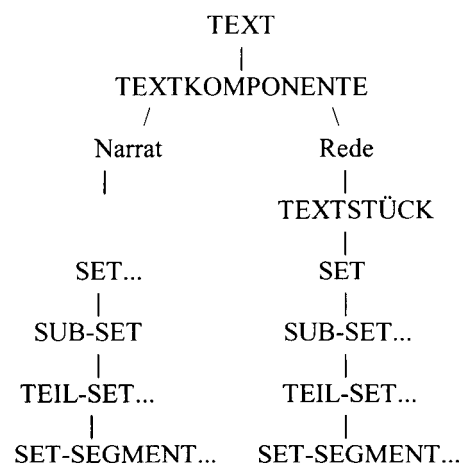 TEXT
TEXTKOMPONENTE
Narrat Rede
TEXTSTÜCK
SET... SET
SUB-SET SUB-SET...
TEIL-SET... TEIL-SET...
SET-SEGMENT... SET-SEGMENT...